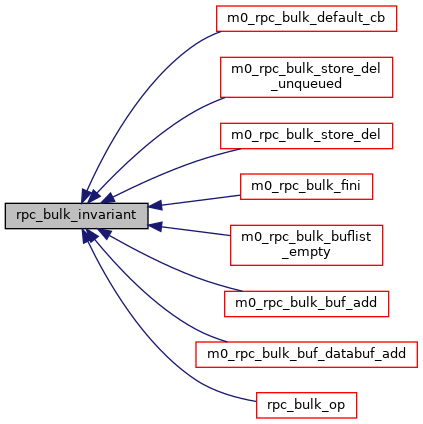 m0_rpc_bulk_default_cb
m0_rpc_bulk_store_del
_unqueued
m0_rpc_bulk_store_del
m0_rpc_bulk_fini
rpc_bulk_invariant
m0_rpc_bulk_buflist
_empty
m0_rpc_bulk_buf_add
m0_rpc_bulk_buf_databuf_add
rpc_bulk_op